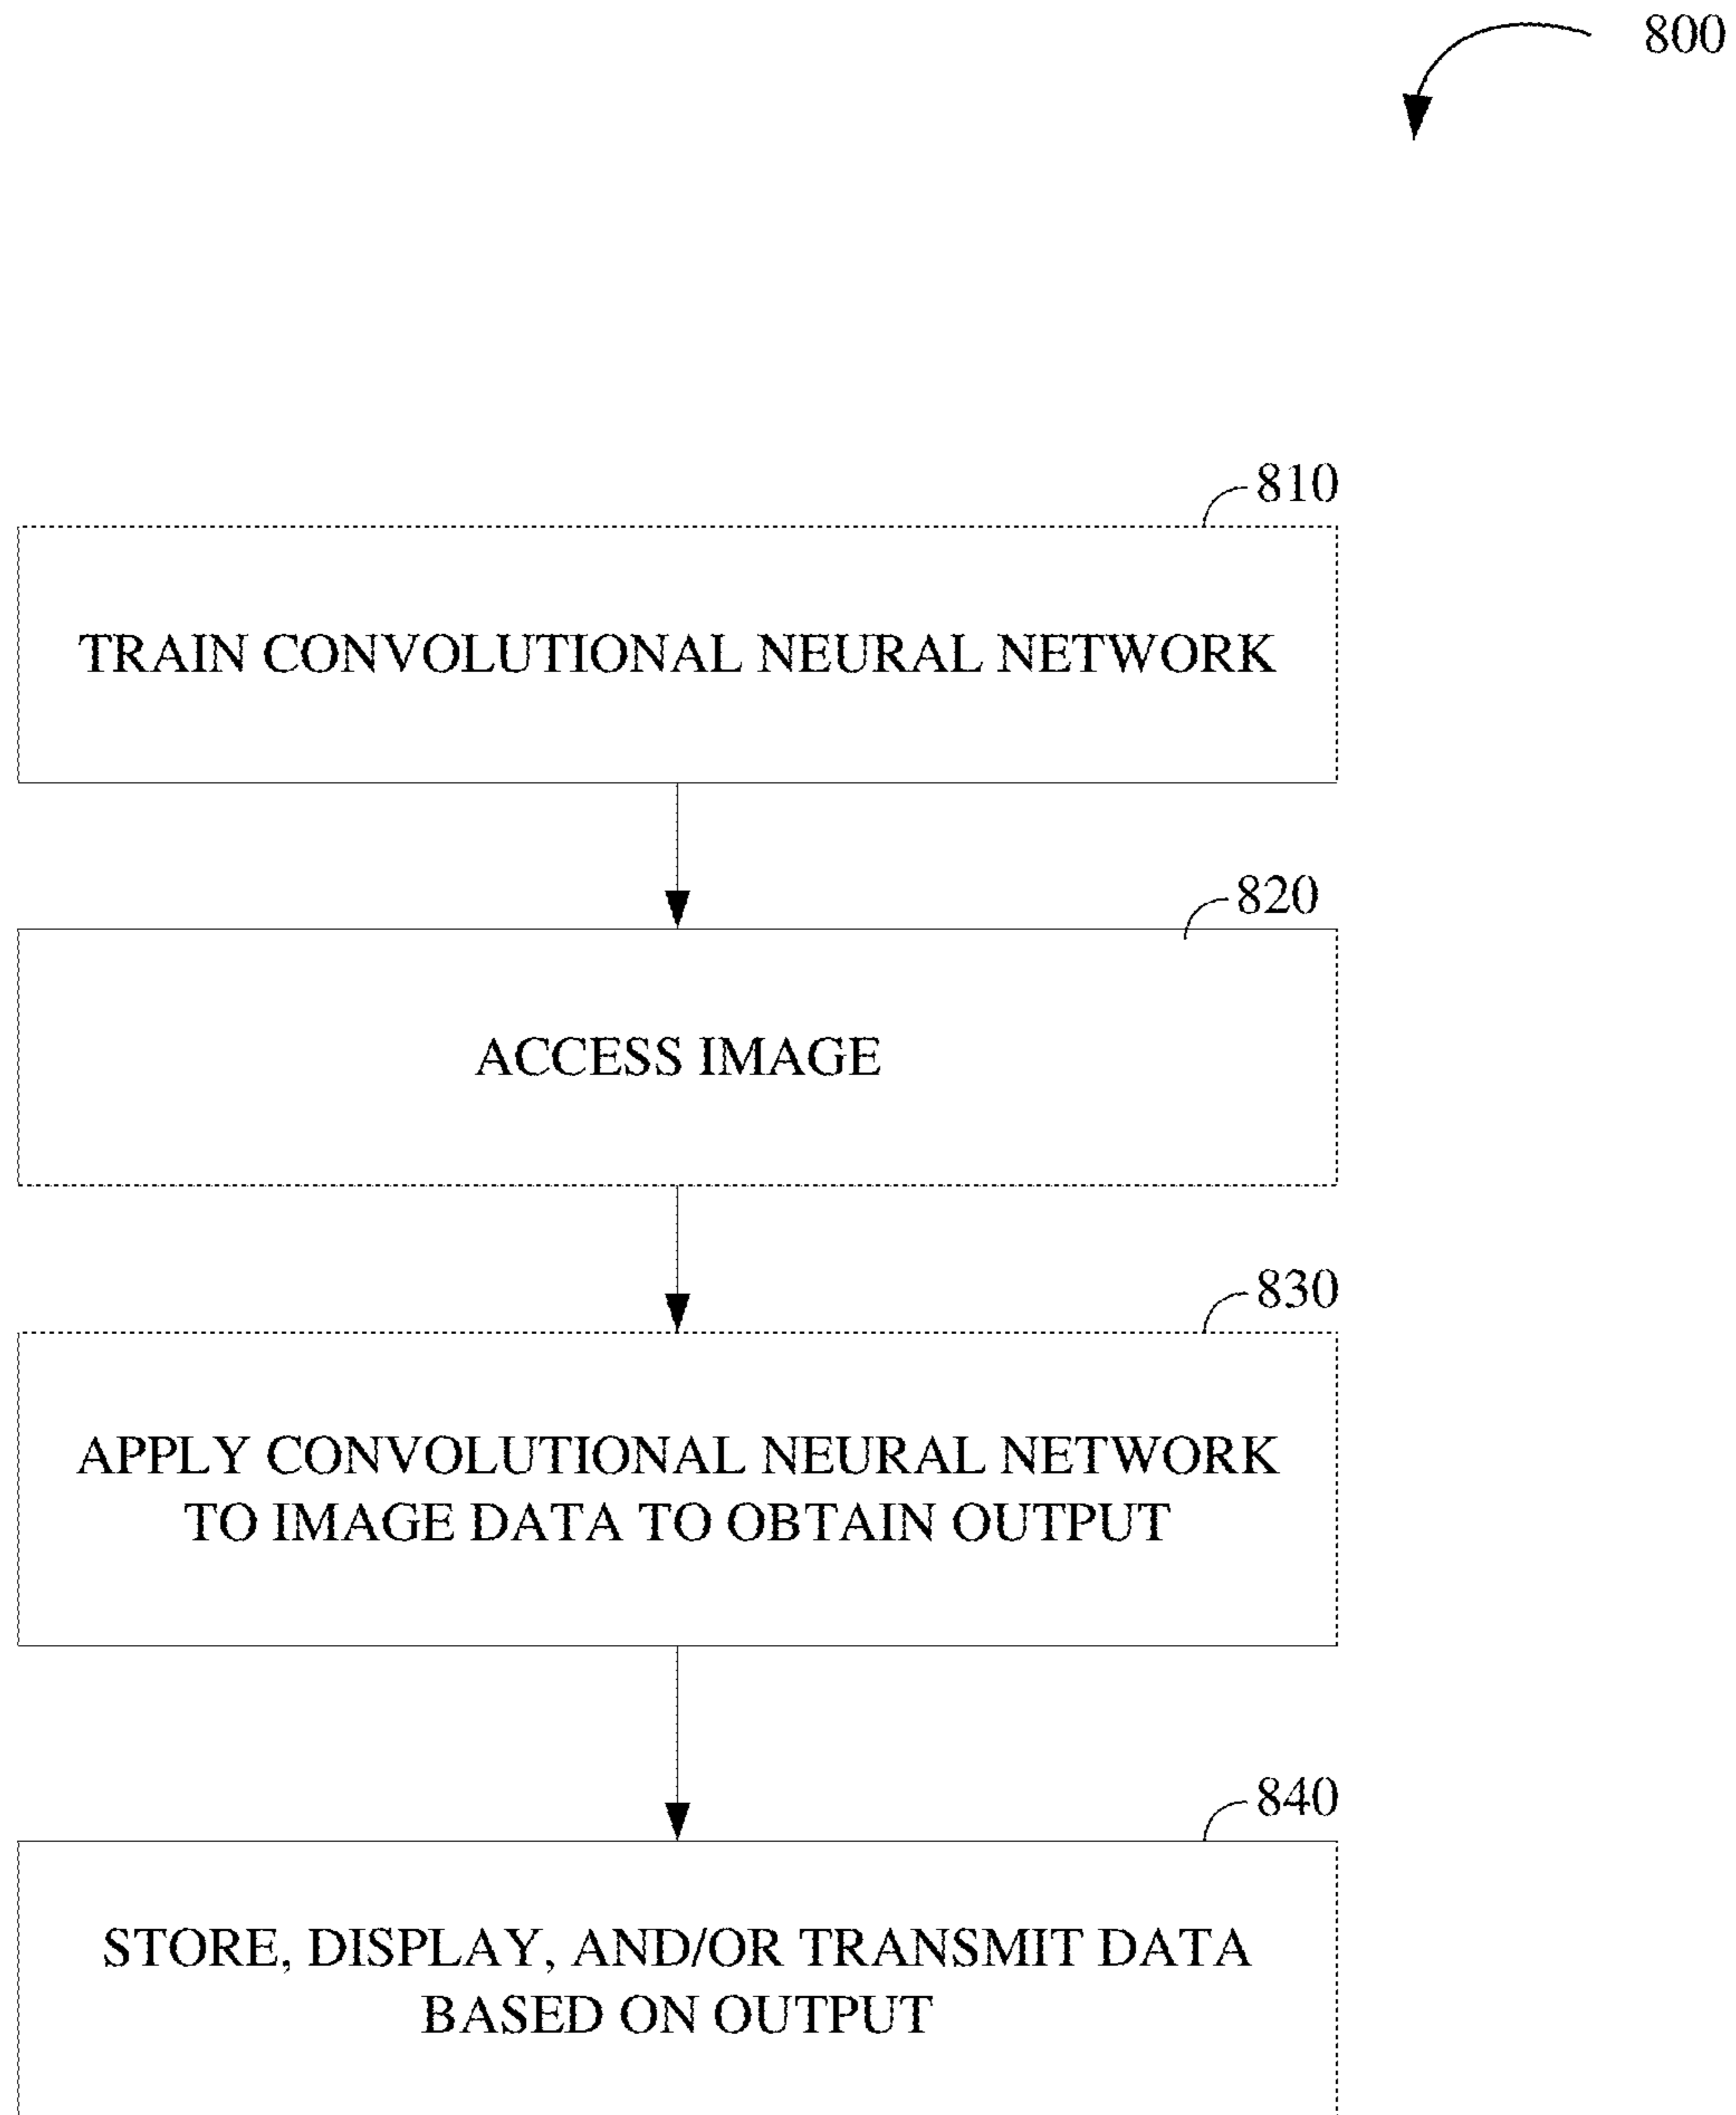 800
810
TRAIN CONVOLUTIONAL NEURAL NETWORK
820
ACCESS IMAGE
830
APPLY CONVOLUTIONAL NEURAL NETWORK
TO IMAGE DATA TO OBTAIN OUTPUT
840
STORE, DISPLAY, AND/OR TRANSMIT DATA
BASED ON OUTPUT